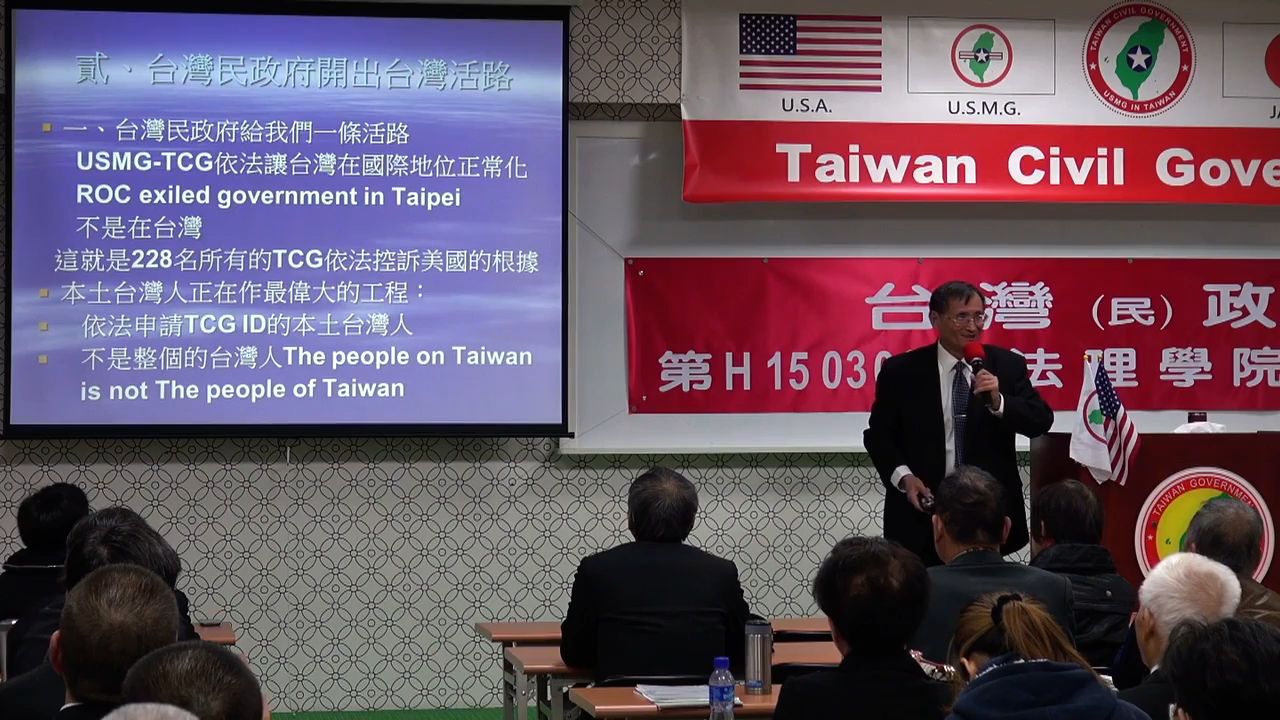 貳、台灣民政府開出台灣活路
一、台灣民政府給我們一條活路
USMG-TCG依法讓台灣在國際地位正常化
ROC exiled government in Taipei
不是在台灣
這就是228名所有的TCG依法控訴美國的根據
本土台灣人正在作最偉大的工程：
依法申請TCG ID的本土台灣人
不是整個的台灣人The people on Taiwan
is not The people of Taiwan
U.S.A.
U.S.M.G.
TAIWAN CIVIL GOVERNMENT
USMG IN TAIWAN
JA
Taiwan Civil Gove
台灣（民）政
第H 15 030 法理學院
TAIWAN GOVERNMENT